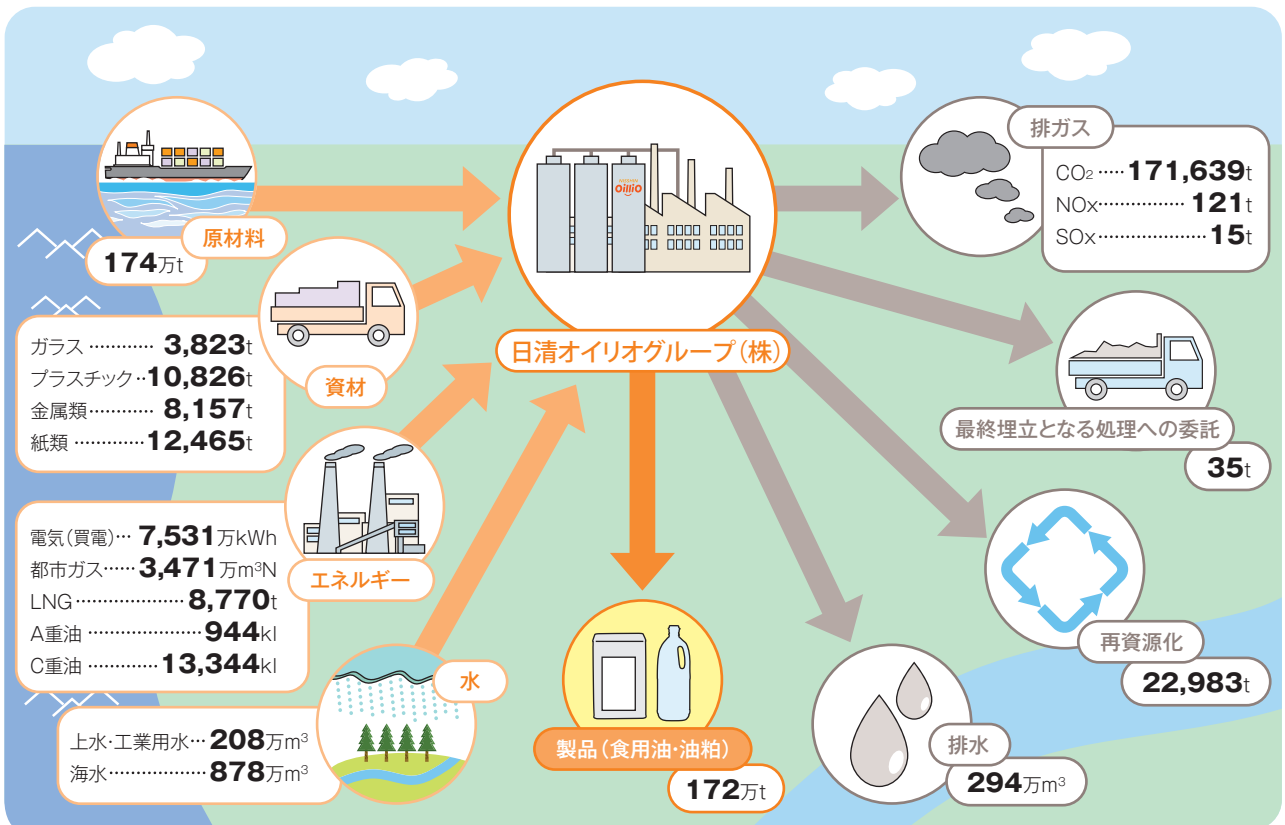 原材料
174万t
資材
ガラス ………… 3,823t
プラスチック‥10,826t
金属類………… 8,157t
紙類 …………12,465t
エネルギー
電気(買電)… 7,531万kWh
都市ガス…… 3,471万m³N
LNG………………8,770t
A重油 …………………944kl
C重油 ……………13,344kl
水
上水・工業用水… 208万m³
海水………………878万m³
OilliO
日清オイリオグループ(株)
製品(食用油・油粕)
172万t
排ガス
CO₂ ‥‥‥171,639t
NOx…………… 121t
SOx…………………15t
最終埋立となる処理への委託
35t
再資源化
22,983t
排水
294万m³